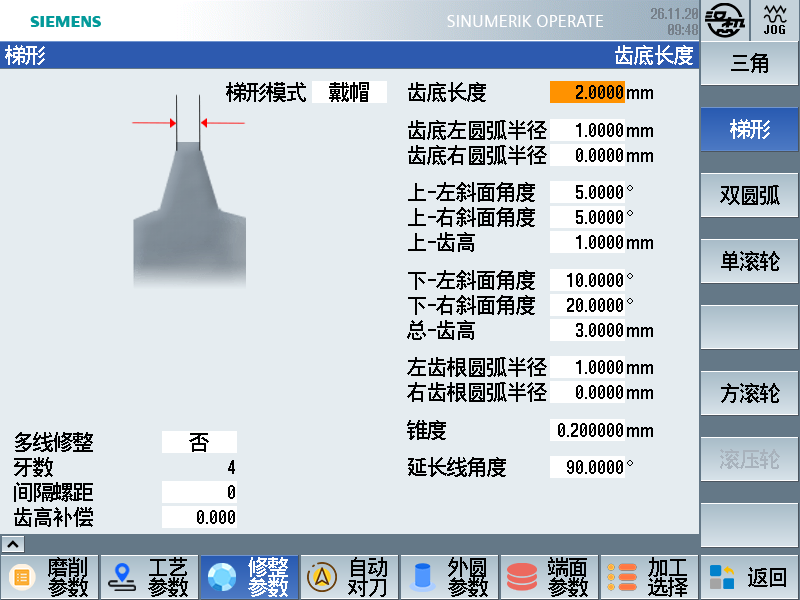 SIEMENS
SINUMERIK OPERATE
26.11.20
09:48
汉机
JOG
梯形
齿底长度
梯形模式 戴帽
齿底长度 2.0000 mm
齿底左圆弧半径 1.0000 mm
齿底右圆弧半径 0.0000 mm
上-左斜面角度 5.0000 °
上-右斜面角度 5.0000 °
上-齿高 1.0000 mm
下-左斜面角度 10.0000 °
下-右斜面角度 20.0000 °
总-齿高 3.0000 mm
左齿根圆弧半径 1.0000 mm
右齿根圆弧半径 0.0000 mm
锥度 0.200000 mm
延长线角度 90.0000 °
多线修整 否
牙数 4
间隔螺距 0
齿高补偿 0.000
三角
梯形
双圆弧
单滚轮
方滚轮
滚压轮
磨削
参数
工艺
参数
修整
参数
自动
对刀
外圆
参数
端面
参数
加工
选择
返回